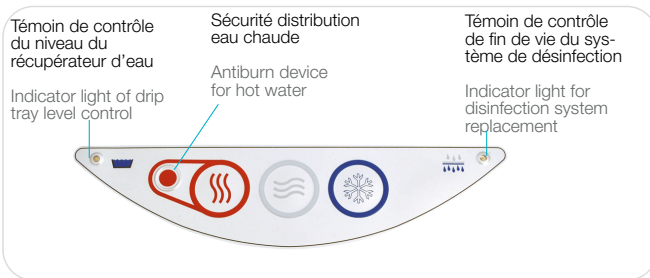 Témoin de contrôle
du niveau du
récupérateur d'eau
Indicator light of drip
tray level control
Sécurité distribution
eau chaude
Antiburn device
for hot water
Témoin de contrôle
de fin de vie du sys-
tème de désinfection
Indicator light for
disinfection system
replacement